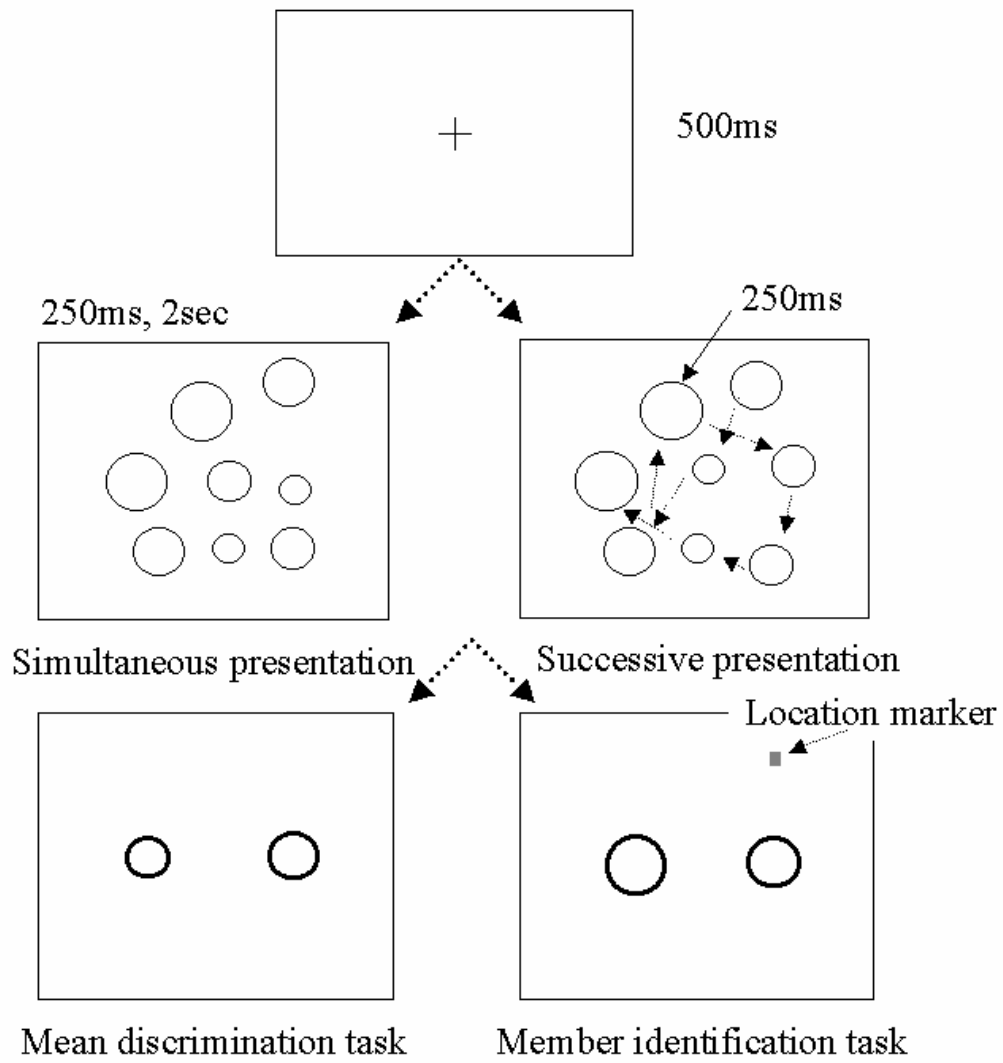 500ms
250ms, 2sec
250ms
Simultaneous presentation
Successive presentation
Location marker
Mean discrimination task
Member identification task